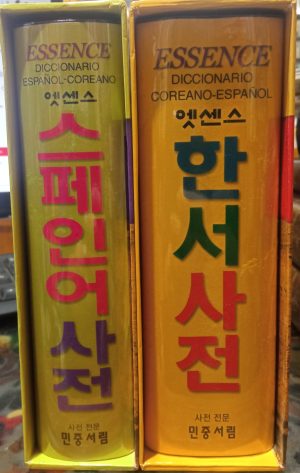 ESSENCE
DICCIONARIO
ESPAÑOL-COREANO
엣센스
스페인어사전
사전 전문
민중서림
ESSENCE
DICCIONARIO
COREANO-ESPAÑOL
엣센스
한서사전
사전 전문
민중서림